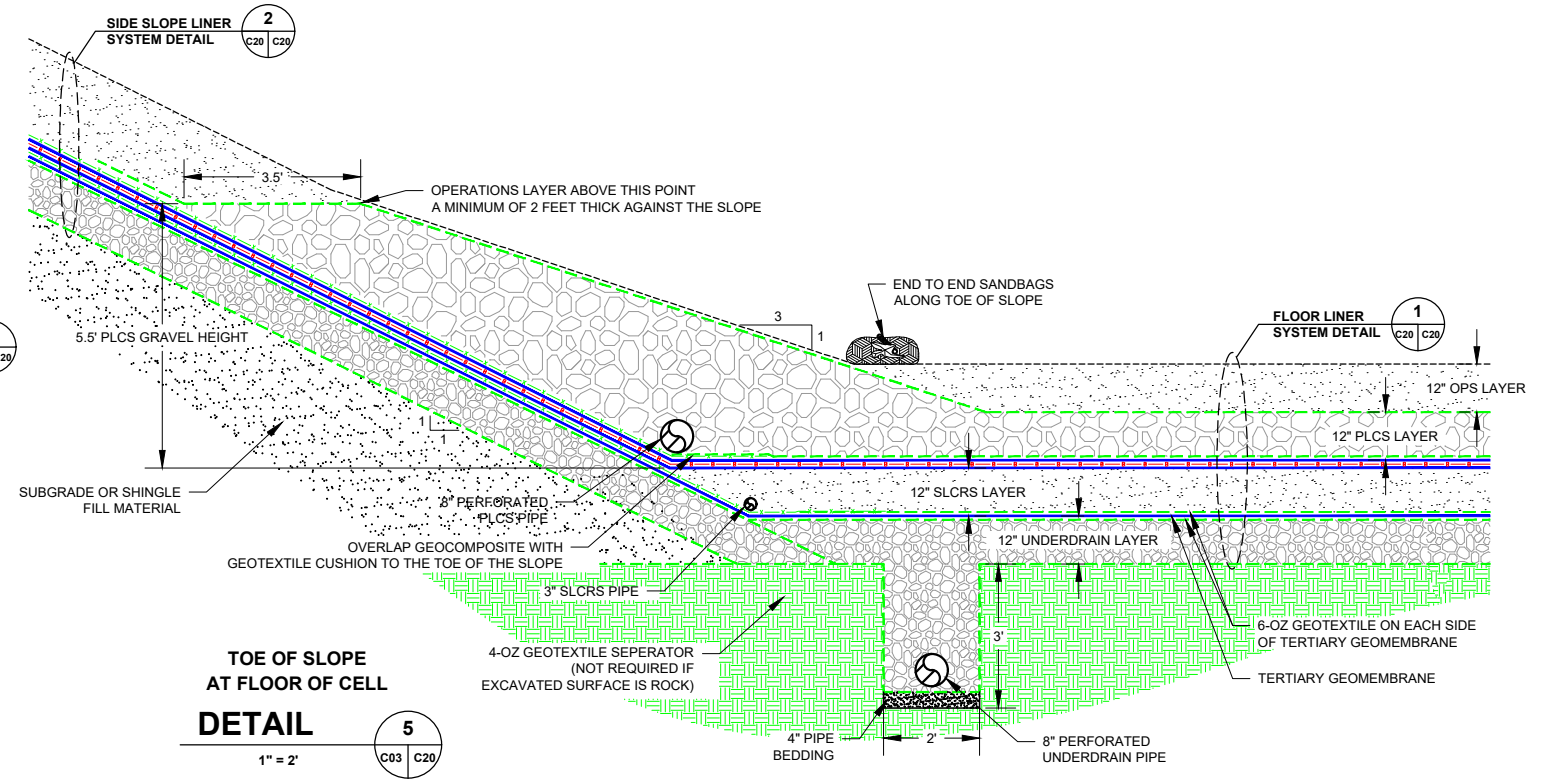 SIDE SLOPE LINER
SYSTEM DETAIL
2
C20 C20
3.5'
OPERATIONS LAYER ABOVE THIS POINT
A MINIMUM OF 2 FEET THICK AGAINST THE SLOPE
END TO END SANDBAGS
ALONG TOE OF SLOPE
3
1
FLOOR LINER
SYSTEM DETAIL
1
C20 C20
20
5.5' PLCS GRAVEL HEIGHT
12" OPS LAYER
1
1
12" PLCS LAYER
SUBGRADE OR SHINGLE
FILL MATERIAL
8" PERFORATED
PLCS PIPE
12" SLCRS LAYER
OVERLAP GEOCOMPOSITE WITH
GEOTEXTILE CUSHION TO THE TOE OF THE SLOPE
12" UNDERDRAIN LAYER
3" SLCRS PIPE
3'
6-OZ GEOTEXTILE ON EACH SIDE
OF TERTIARY GEOMEMBRANE
4-OZ GEOTEXTILE SEPERATOR
(NOT REQUIRED IF
EXCAVATED SURFACE IS ROCK)
TERTIARY GEOMEMBRANE
TOE OF SLOPE
AT FLOOR OF CELL
DETAIL
5
C03 C20
1" = 2'
4" PIPE
BEDDING
2'
8" PERFORATED
UNDERDRAIN PIPE